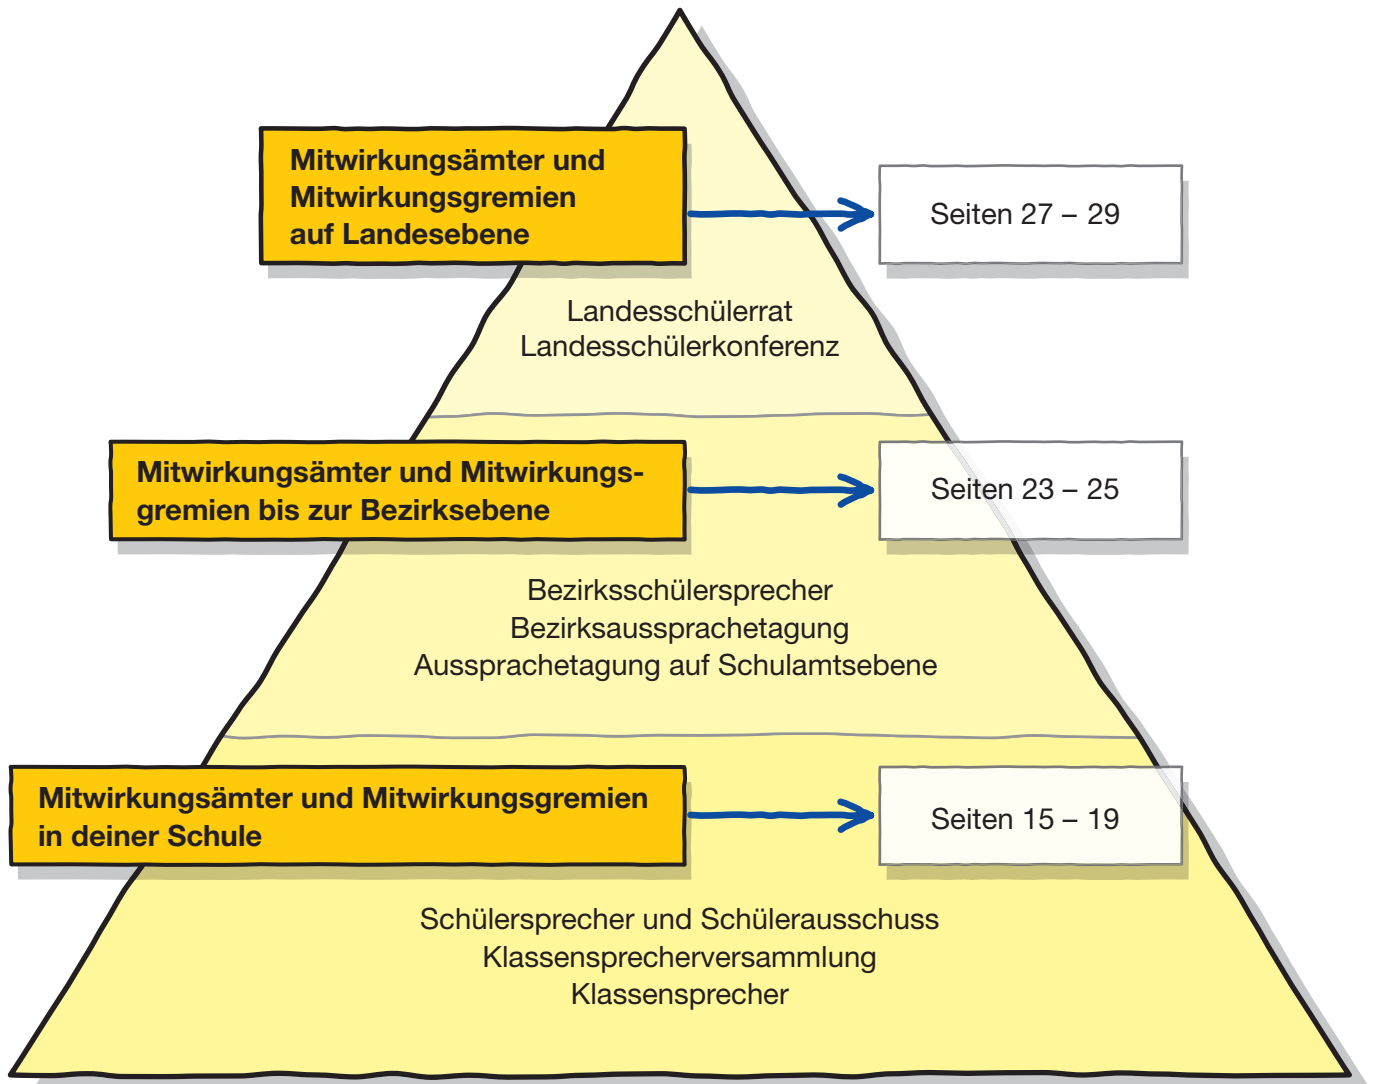 Mitwirkungsämter und
Mitwirkungsgremien
auf Landesebene
Seiten 27 – 29
Landesschülerrat
Landesschülerkonferenz
Mitwirkungsämter und Mitwirkungs-
gremien bis zur Bezirksebene
Seiten 23 – 25
Bezirksschülersprecher
Bezirksaussprachetagung
Aussprachetagung auf Schulamtsebene
Mitwirkungsämter und Mitwirkungsgremien
in deiner Schule
Seiten 15 – 19
Schülersprecher und Schülerausschuss
Klassensprecherversammlung
Klassensprecher